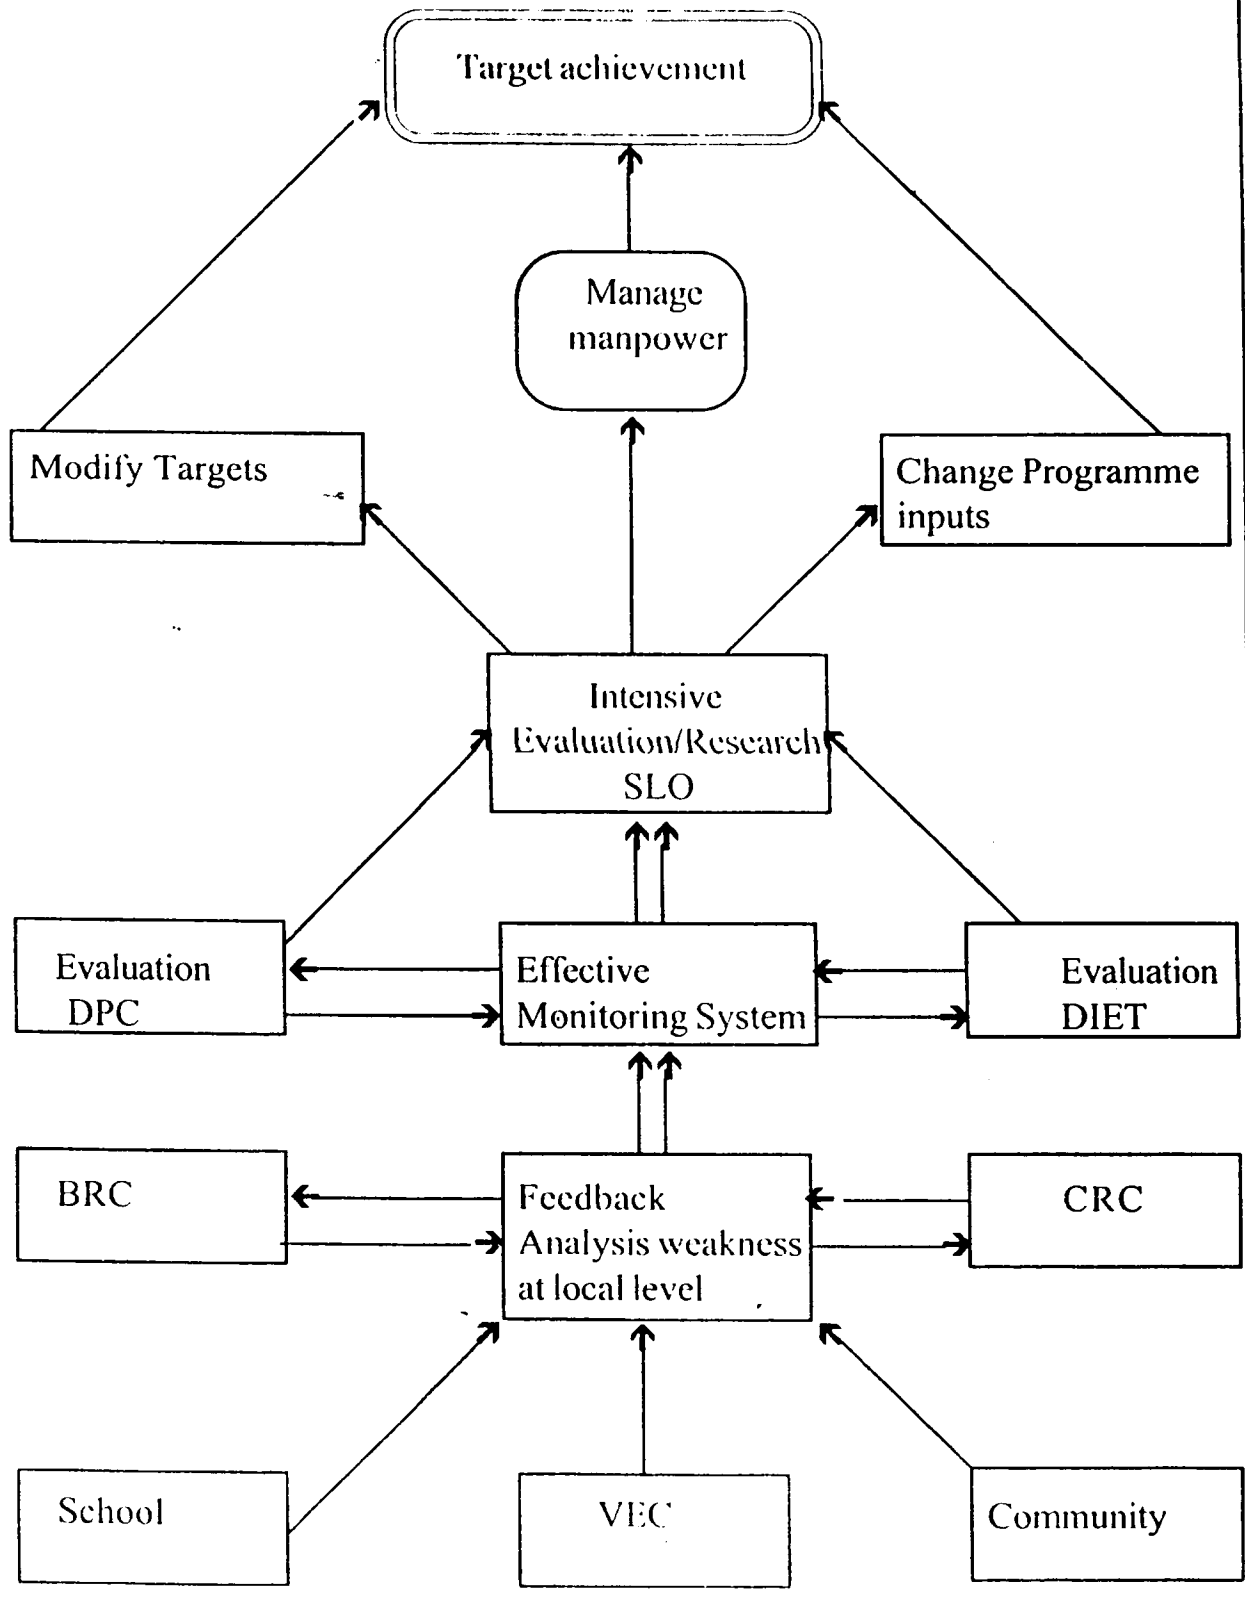 Target achievement
Manage
manpower
Modify Targets
Change Programme
inputs
Intensive
Evaluation/Research
SLO
Evaluation
DPC
Effective
Monitoring System
Evaluation
DIET
BRC
Feedback
Analysis weakness
at local level
CRC
School
VEC
Community